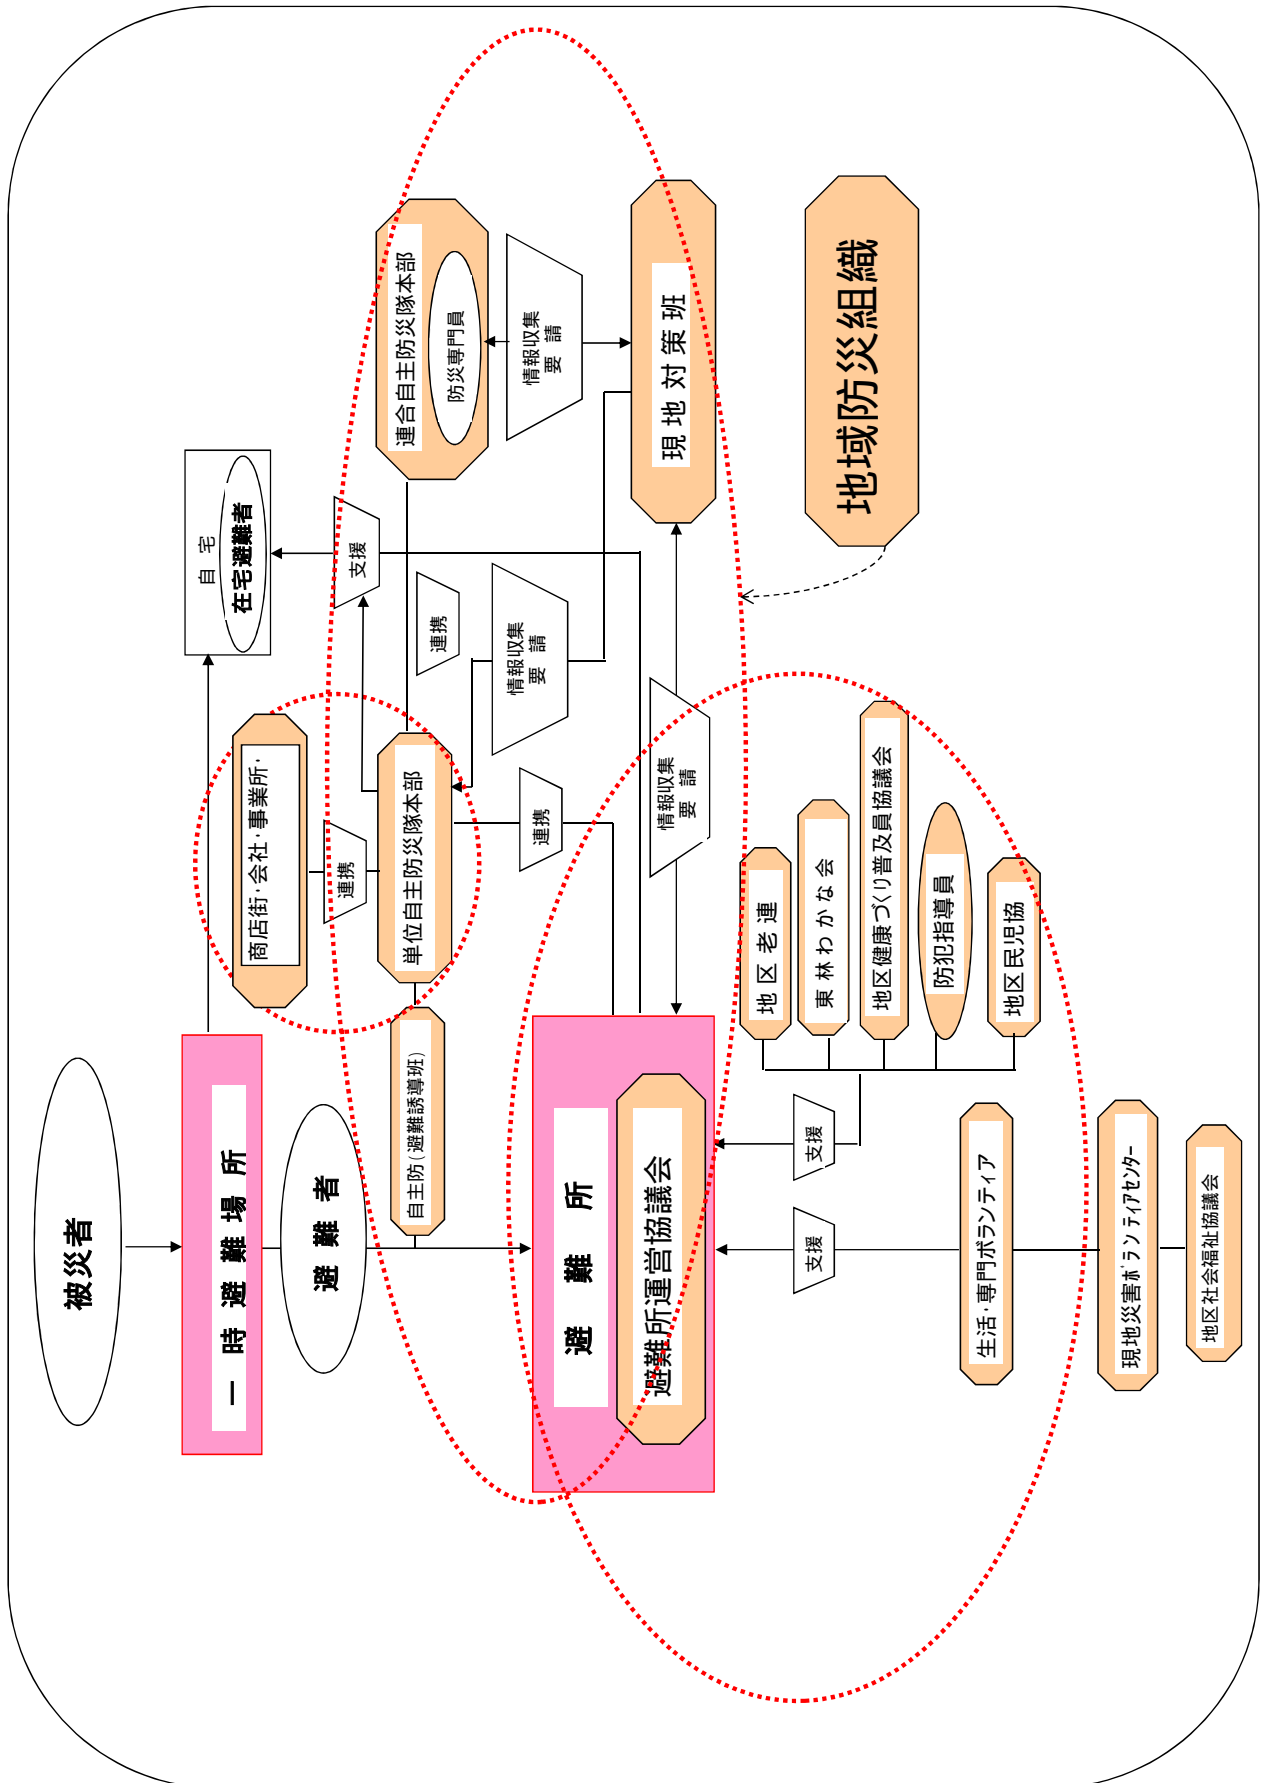 被災者
一時避難場所
避難者
自主防（避難誘導班）
商店街・会社・事業所・
連携
単位自主防災隊本部
自宅
在宅避難者
支援
連合自主防災隊本部
防災専門員
情報収集
要請
連携
情報収集
要請
連携
現地対策班
避難所
避難所運営協議会
情報収集
要請
地域防災組織
地区老連
東林わかな会
地区健康づくり普及員協議会
防犯指導員
地区民児協
支援
支援
生活・専門ボランティア
現地災害ﾎﾞランティアセンター
地区社会福祉協議会